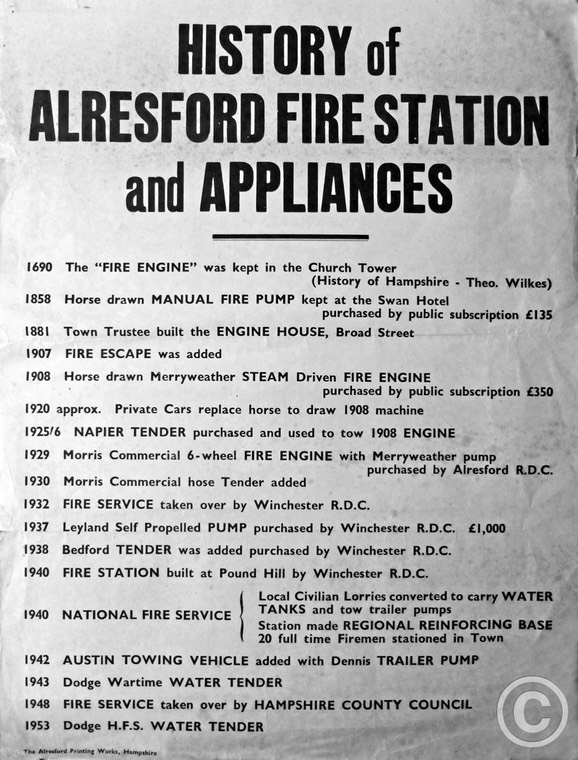 HISTORY of
ALRESFORD FIRE STATION
and APPLIANCES
1690 The "FIRE ENGINE" was kept in the Church Tower
(History of Hampshire - Theo. Wilkes)
1858 Horse drawn MANUAL FIRE PUMP kept at the Swan Hotel
purchased by public subscription £135
1881 Town Trustee built the ENGINE HOUSE, Broad Street
1907 FIRE ESCAPE was added
1908 Horse drawn Merryweather STEAM Driven FIRE ENGINE
purchased by public subscription £350
1920 approx. Private Cars replace horse to draw 1908 machine
1925/6 NAPIER TENDER purchased and used to tow 1908 ENGINE
1929 Morris Commercial 6-wheel FIRE ENGINE with Merryweather pump
purchased by Alresford R.D.C.
1930 Morris Commercial hose Tender added
1932 FIRE SERVICE taken over by Winchester R.D.C.
1937 Leyland Self Propelled PUMP purchased by Winchester R.D.C. £1,000
1938 Bedford TENDER was added purchased by Winchester R.D.C.
1940 FIRE STATION built at Pound Hill by Winchester R.D.C.
1940 NATIONAL FIRE SERVICE
Local Civilian Lorries converted to carry WATER
TANKS and tow trailer pumps
Station made REGIONAL REINFORCING BASE
20 full time Firemen stationed in Town
1942 AUSTIN TOWING VEHICLE added with Dennis TRAILER PUMP
1943 Dodge Wartime WATER TENDER
1948 FIRE SERVICE taken over by HAMPSHIRE COUNTY COUNCIL
1953 Dodge H.F.S. WATER TENDER
The Alresford Printing Works, Hampshire
©